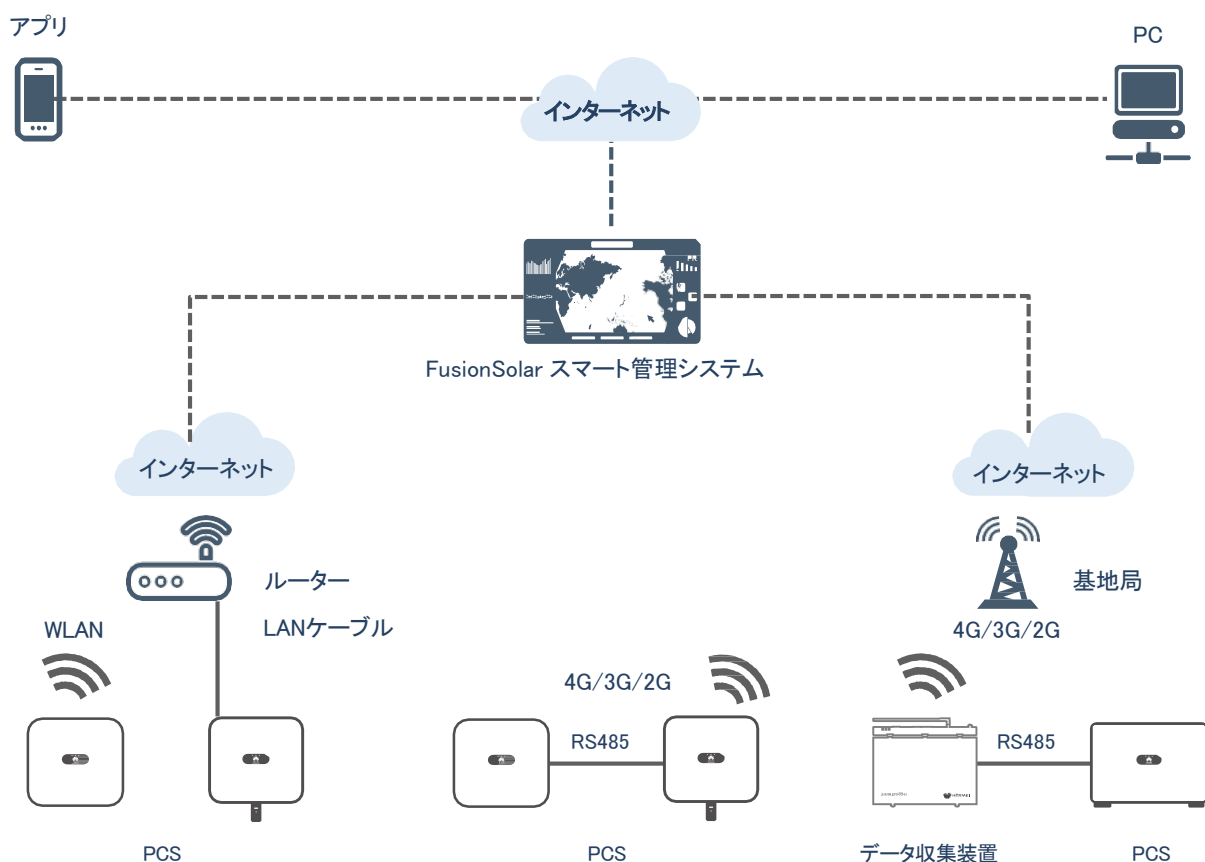 アプリ
PC
インターネット
FusionSolar スマート管理システム
インターネット
インターネット
ルーター
基地局
WLAN
LANケーブル
4G/3G/2G
4G/3G/2G
RS485
RS485
PCS
PCS
データ収集装置
PCS